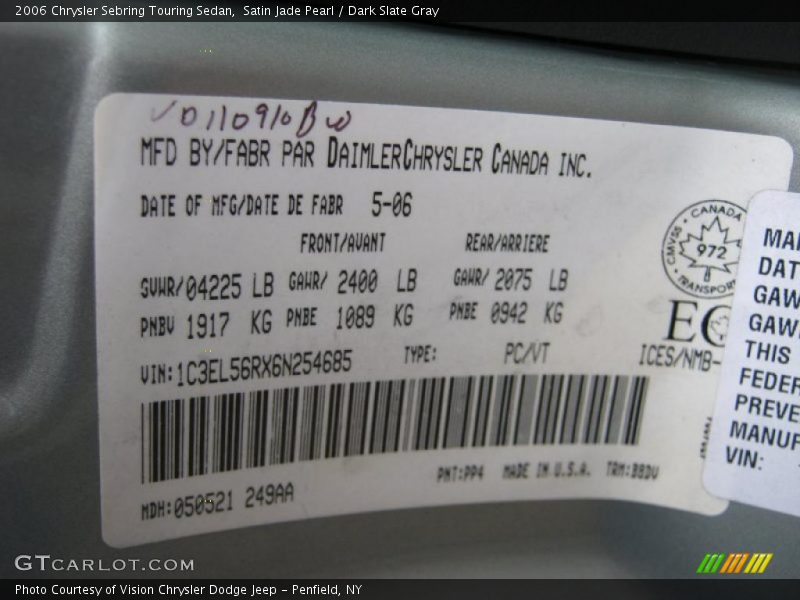 2006 Chrysler Sebring Touring Sedan, Satin Jade Pearl / Dark Slate Gray
V0110910BW
MFD BY/FABR PAR DAIMLERCHRYSLER CANADA INC.
DATE OF MFG/DATE DE FABR 5-06
FRONT/AVANT REAR/ARRIERE
GVWR/04225 LB GAWR/ 2400 LB GAWR/ 2075 LB
PNBV 1917 KG PNBE 1089 KG PNBE 0942 KG
VIN:1C3EL56RX6N254685 TYPE: PC/VT
ICES/NMB-
PNT:PP4 MADE IN U.S.A. TRM:BBDV
MDH:050521 249AA
CANADA
CMVSS 972
TRANSPORT
MAN
DAT
GAW
GAW
THIS
FEDER
PREVE
MANUF
VIN:
GTCARLOT.COM
Photo Courtesy of Vision Chrysler Dodge Jeep - Penfield, NY